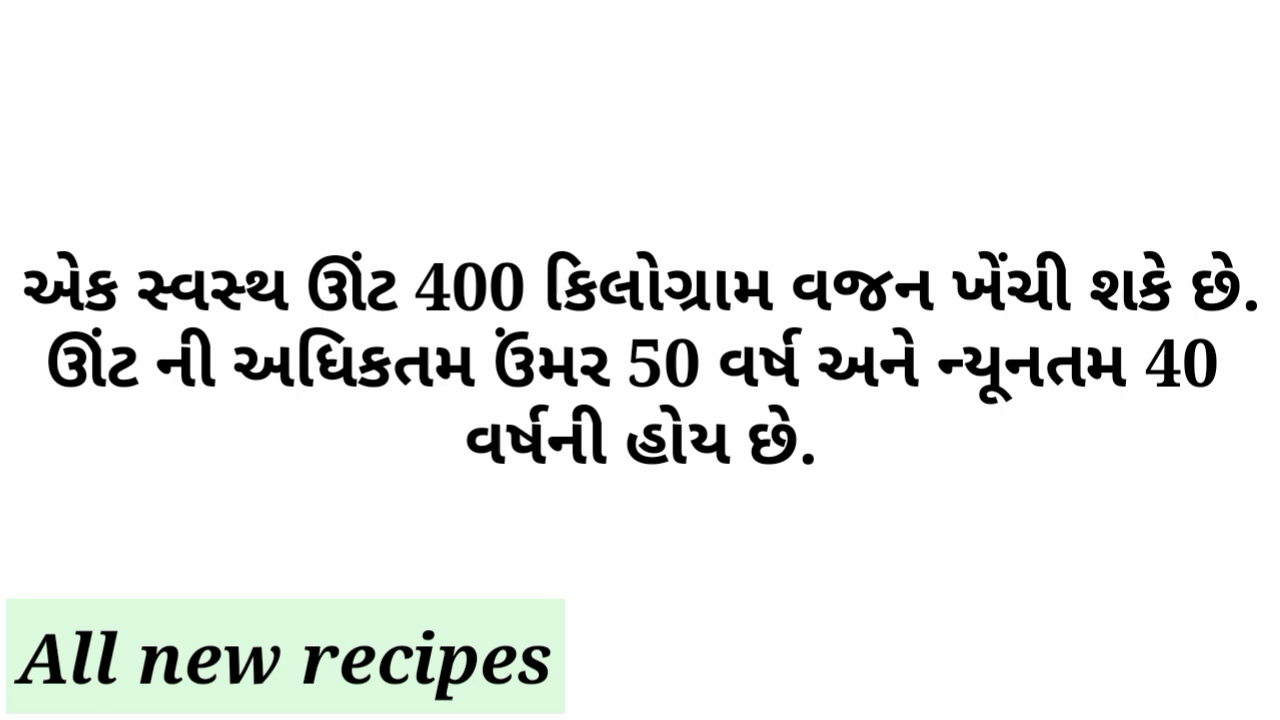 એક સ્વસ્થ ઊંટ 400 કિલોગ્રામ વજન ખેંચી શકે છે.
ઊંટ ની અધિકતમ ઉંમર 50 વર્ષ અને ન્યૂનતમ 40
વર્ષની હોય છે.
All new recipes